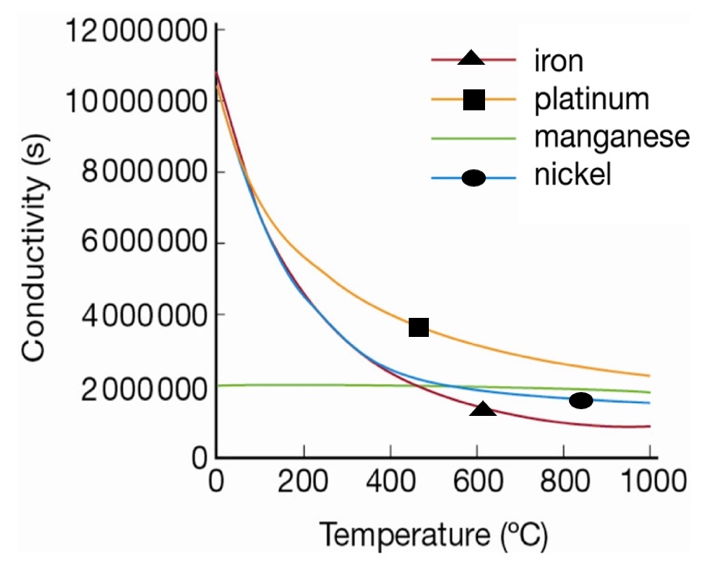 12000000
10000000
8000000
6000000
4000000
2000000
0
Conductivity (s)
iron
platinum
manganese
nickel
0 200 400 600 800 1000
Temperature (ºC)